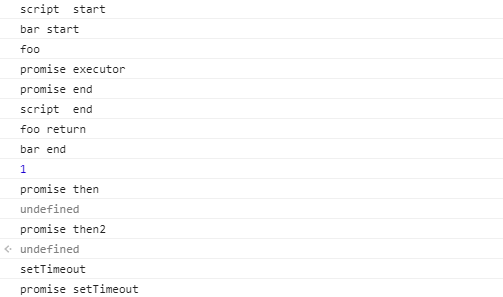 script  start
bar start
foo
promise executor
promise end
script  end
foo return
bar end
1
promise then
undefined
promise then2
undefined
setTimeout
promise setTimeout